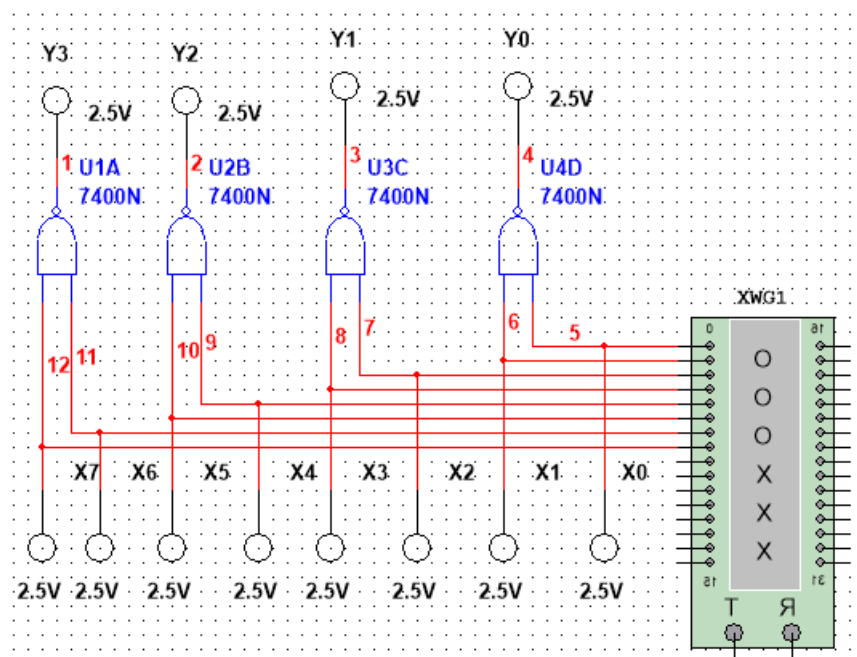 Y3 Y2 Y1 Y0
2.5V 2.5V 2.5V 2.5V
1 U1A 2 U2B 3 U3C 4 U4D
7400N 7400N 7400N 7400N
XWG1
12 11 10 9 8 7 6 5
0 16
O
O
O
X
X
X
15 31
T R
X7 X6 X5 X4 X3 X2 X1 X0
2.5V 2.5V 2.5V 2.5V 2.5V 2.5V 2.5V 2.5V